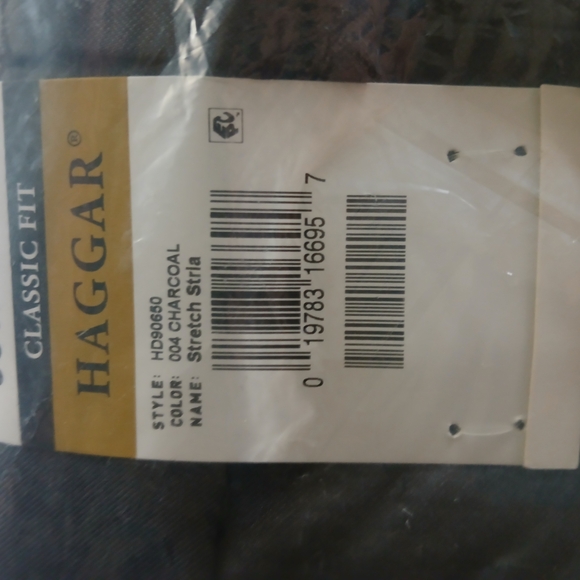 CLASSIC FIT
HAGGAR®
STYLE: HD90650
COLOR: 004 CHARCOAL
NAME: Stretch Stria
0 19783 16695 7